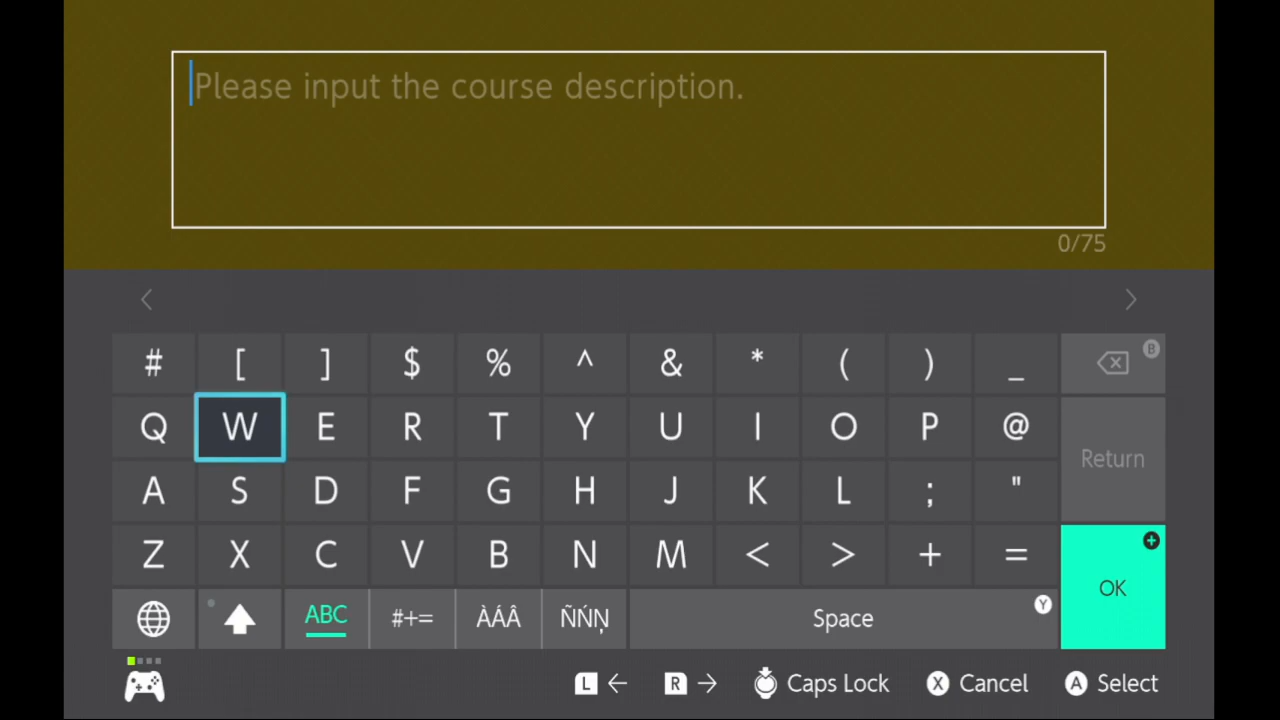 Please input the course description.
0/75
# [ ] $ % ^ & * ( ) _ B
Q W E R T Y U I O P @ Return
A S D F G H J K L ; "
Z X C V B N M < > + = OK
ABC #+= ÀÁÂ ÑŃŅ Space Y
L ← R → Caps Lock X Cancel A Select